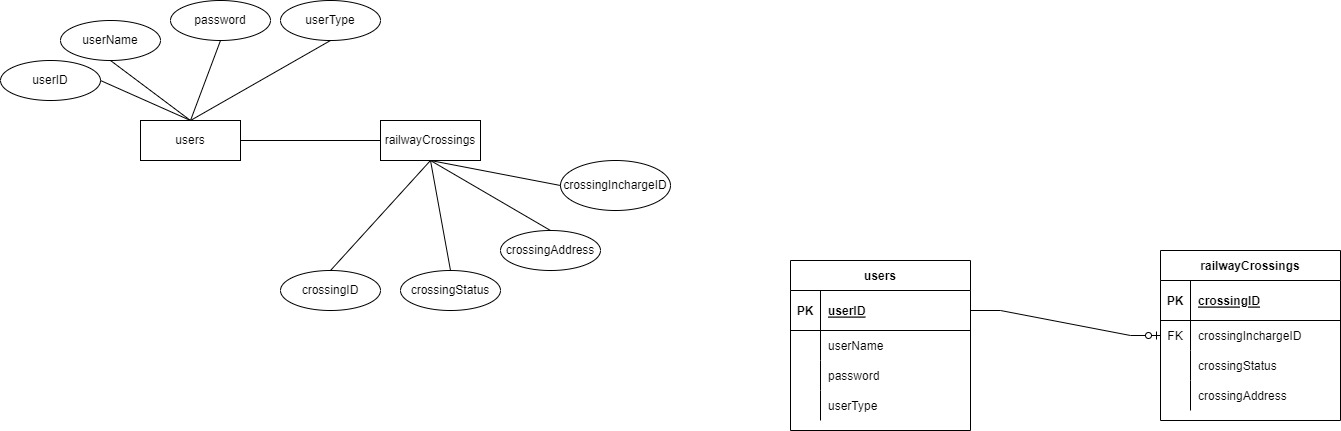 password
userType
userName
userID
users
railwayCrossings
crossingInchargeID
crossingAddress
crossingID
crossingStatus
users
PK userID
userName
password
userType
railwayCrossings
PK crossingID
FK crossingInchargeID
crossingStatus
crossingAddress